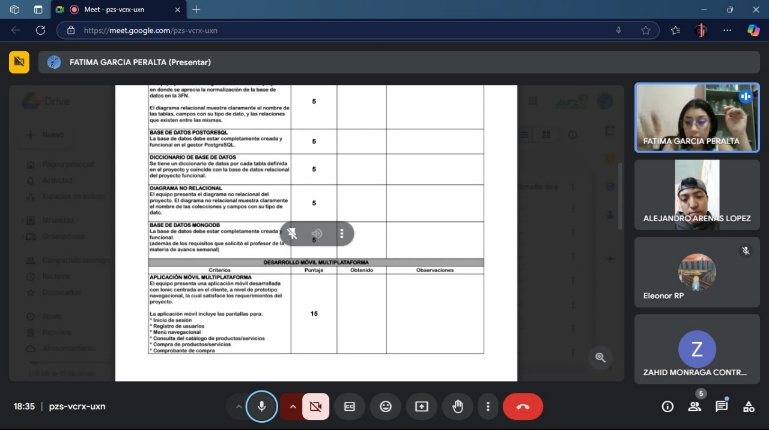 Meet - pzs-vcrx-uxn
https://meet.google.com/pzs-vcrx-uxn
FATIMA GARCIA PERALTA (Presentar)
Drive
en donde se aprecia la normalización de la base de
datos en la 3FN.
El diagrama relacional muestra claramente el nombre de
las tablas, campos con su tipo de dato, y las relaciones
que existen entre las mismas.
5
BASE DE DATOS POSTGRESQL
La base de datos debe estar completamente creada y
funcional en el gestor PostgreSQL.
5
DICCIONARIO DE BASE DE DATOS
Se tiene un diccionario de datos por cada tabla definida
en el proyecto y coincide con la base de datos relacional
del proyecto funcional.
5
DIAGRAMA NO RELACIONAL
El equipo presenta el diagrama no relacional del
proyecto. El diagrama no relacional muestra claramente
el nombre de las colecciones y campos con su tipo de
dato.
5
BASE DE DATOS MONGODB
La base de datos debe estar completamente creada y
funcional.
(además de los requisitos que solicitó el profesor de la
materia de avance semanal)
5
DESARROLLO MÓVIL MULTIPLATAFORMA
Criterios Puntaje Obtenido Observaciones
APLICACIÓN MÓVIL MULTIPLATAFORMA
El equipo presenta una aplicación móvil desarrollada
con Ionic centrada en el cliente, a nivel de prototipo
navegacional, la cual satisface los requerimientos del
proyecto.
La aplicación móvil incluye las pantallas para:
* Inicio de sesión
* Registro de usuarios
* Menú navegacional
* Consulta del catálogo de productos/servicios
* Compra de productos/servicios
* Comprobante de compra
15
FATIMA GARCIA PERALTA
ALEJANDRO ARENAS LOPEZ
Eleonor RP
Z
ZAHID MONRAGA CONTR...
18:35 | pzs-vcrx-uxn
5